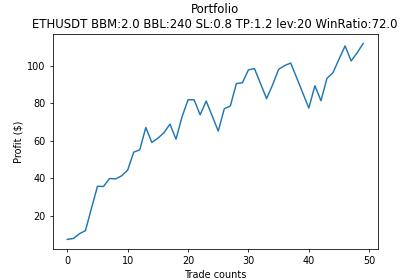 Portfolio
ETHUSDT BBM:2.0 BBL:240 SL:0.8 TP:1.2 lev:20 WinRatio:72.0
100
80
60
40
20
Profit ($)
0 10 20 30 40 50
Trade counts